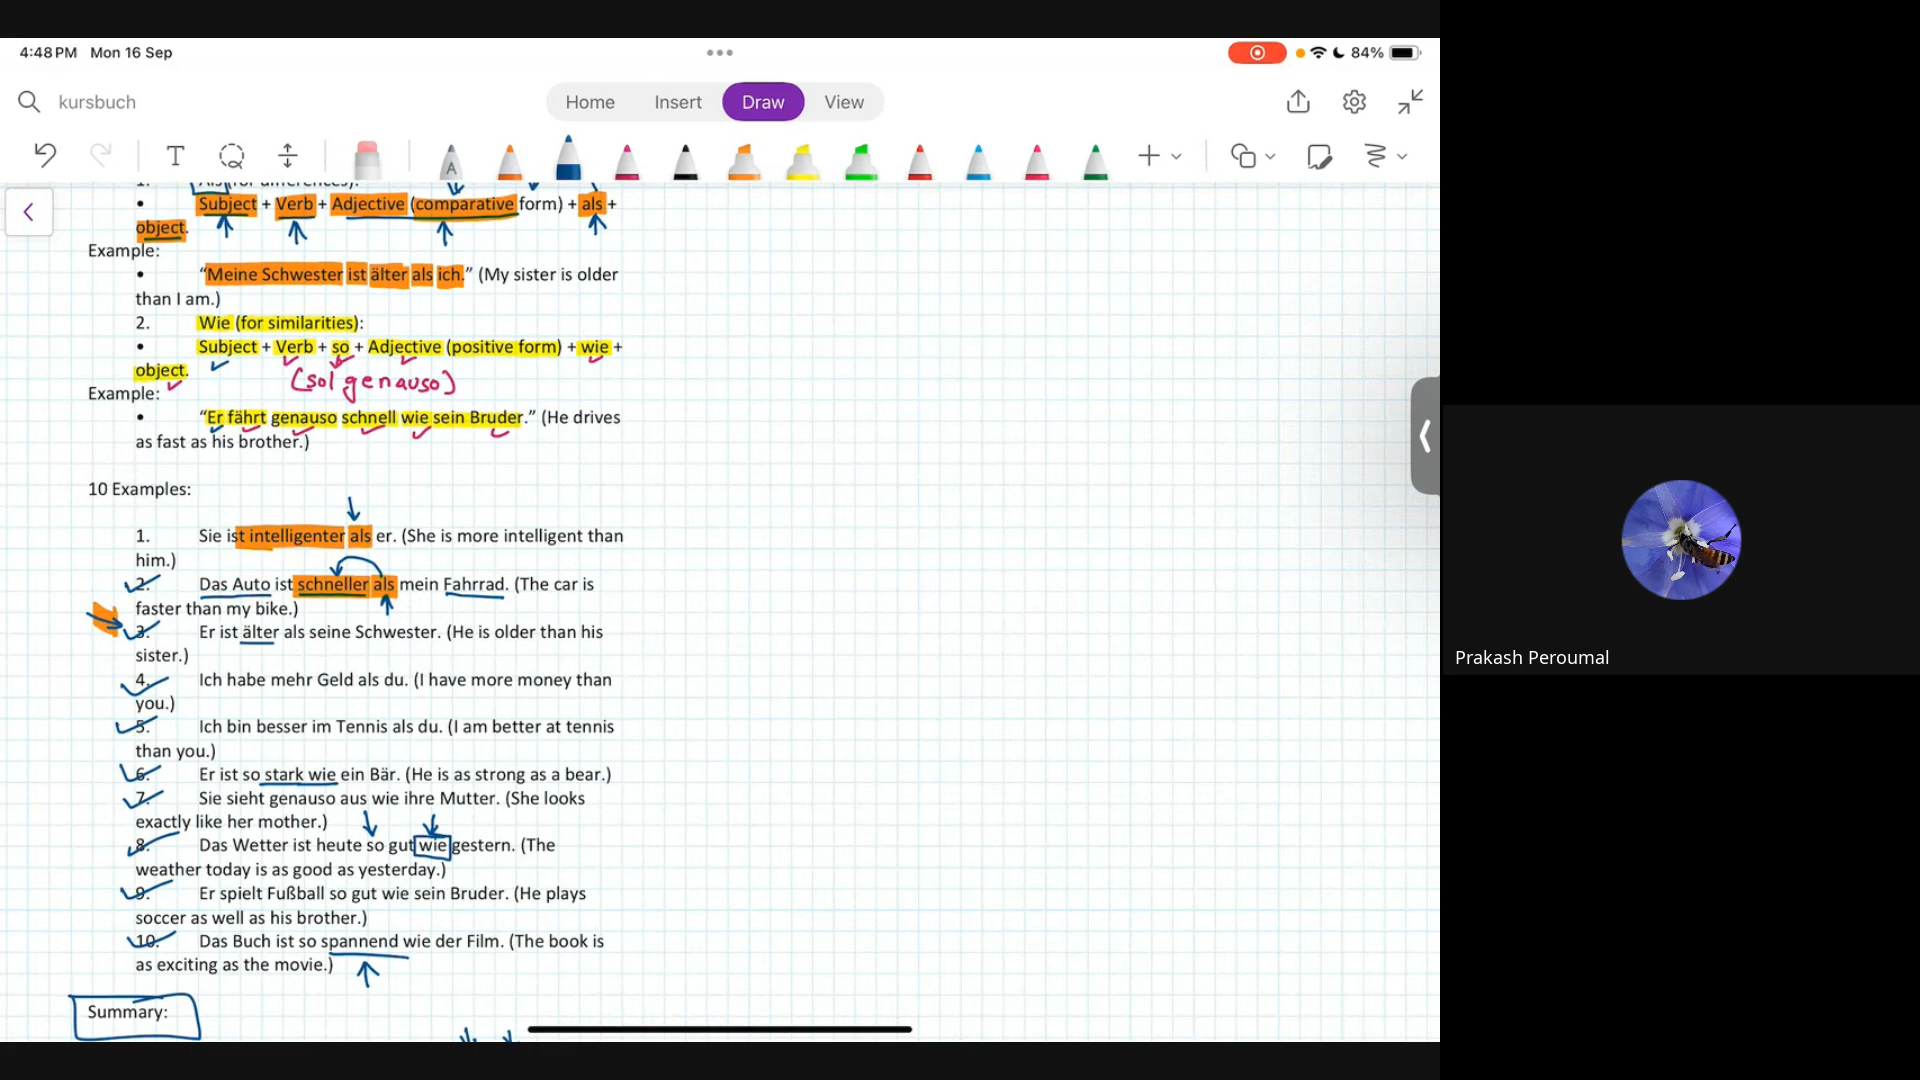 4:48 PM Mon 16 Sep
84%
kursbuch
Home Insert Draw View
T
A
1. Als (for differences):
• Subject + Verb + Adjective (comparative form) + als +
object.
Example:
• “Meine Schwester ist älter als ich.” (My sister is older
than I am.)
2. Wie (for similarities):
• Subject + Verb + so + Adjective (positive form) + wie +
object.
(so/genauso)
Example:
• “Er fährt genauso schnell wie sein Bruder.” (He drives
as fast as his brother.)
10 Examples:
1. Sie ist intelligenter als er. (She is more intelligent than
him.)
2. Das Auto ist schneller als mein Fahrrad. (The car is
faster than my bike.)
3. Er ist älter als seine Schwester. (He is older than his
sister.)
4. Ich habe mehr Geld als du. (I have more money than
you.)
5. Ich bin besser im Tennis als du. (I am better at tennis
than you.)
6. Er ist so stark wie ein Bär. (He is as strong as a bear.)
7. Sie sieht genauso aus wie ihre Mutter. (She looks
exactly like her mother.)
8. Das Wetter ist heute so gut wie gestern. (The
weather today is as good as yesterday.)
9. Er spielt Fußball so gut wie sein Bruder. (He plays
soccer as well as his brother.)
10. Das Buch ist so spannend wie der Film. (The book is
as exciting as the movie.)
Summary:
Prakash Peroumal